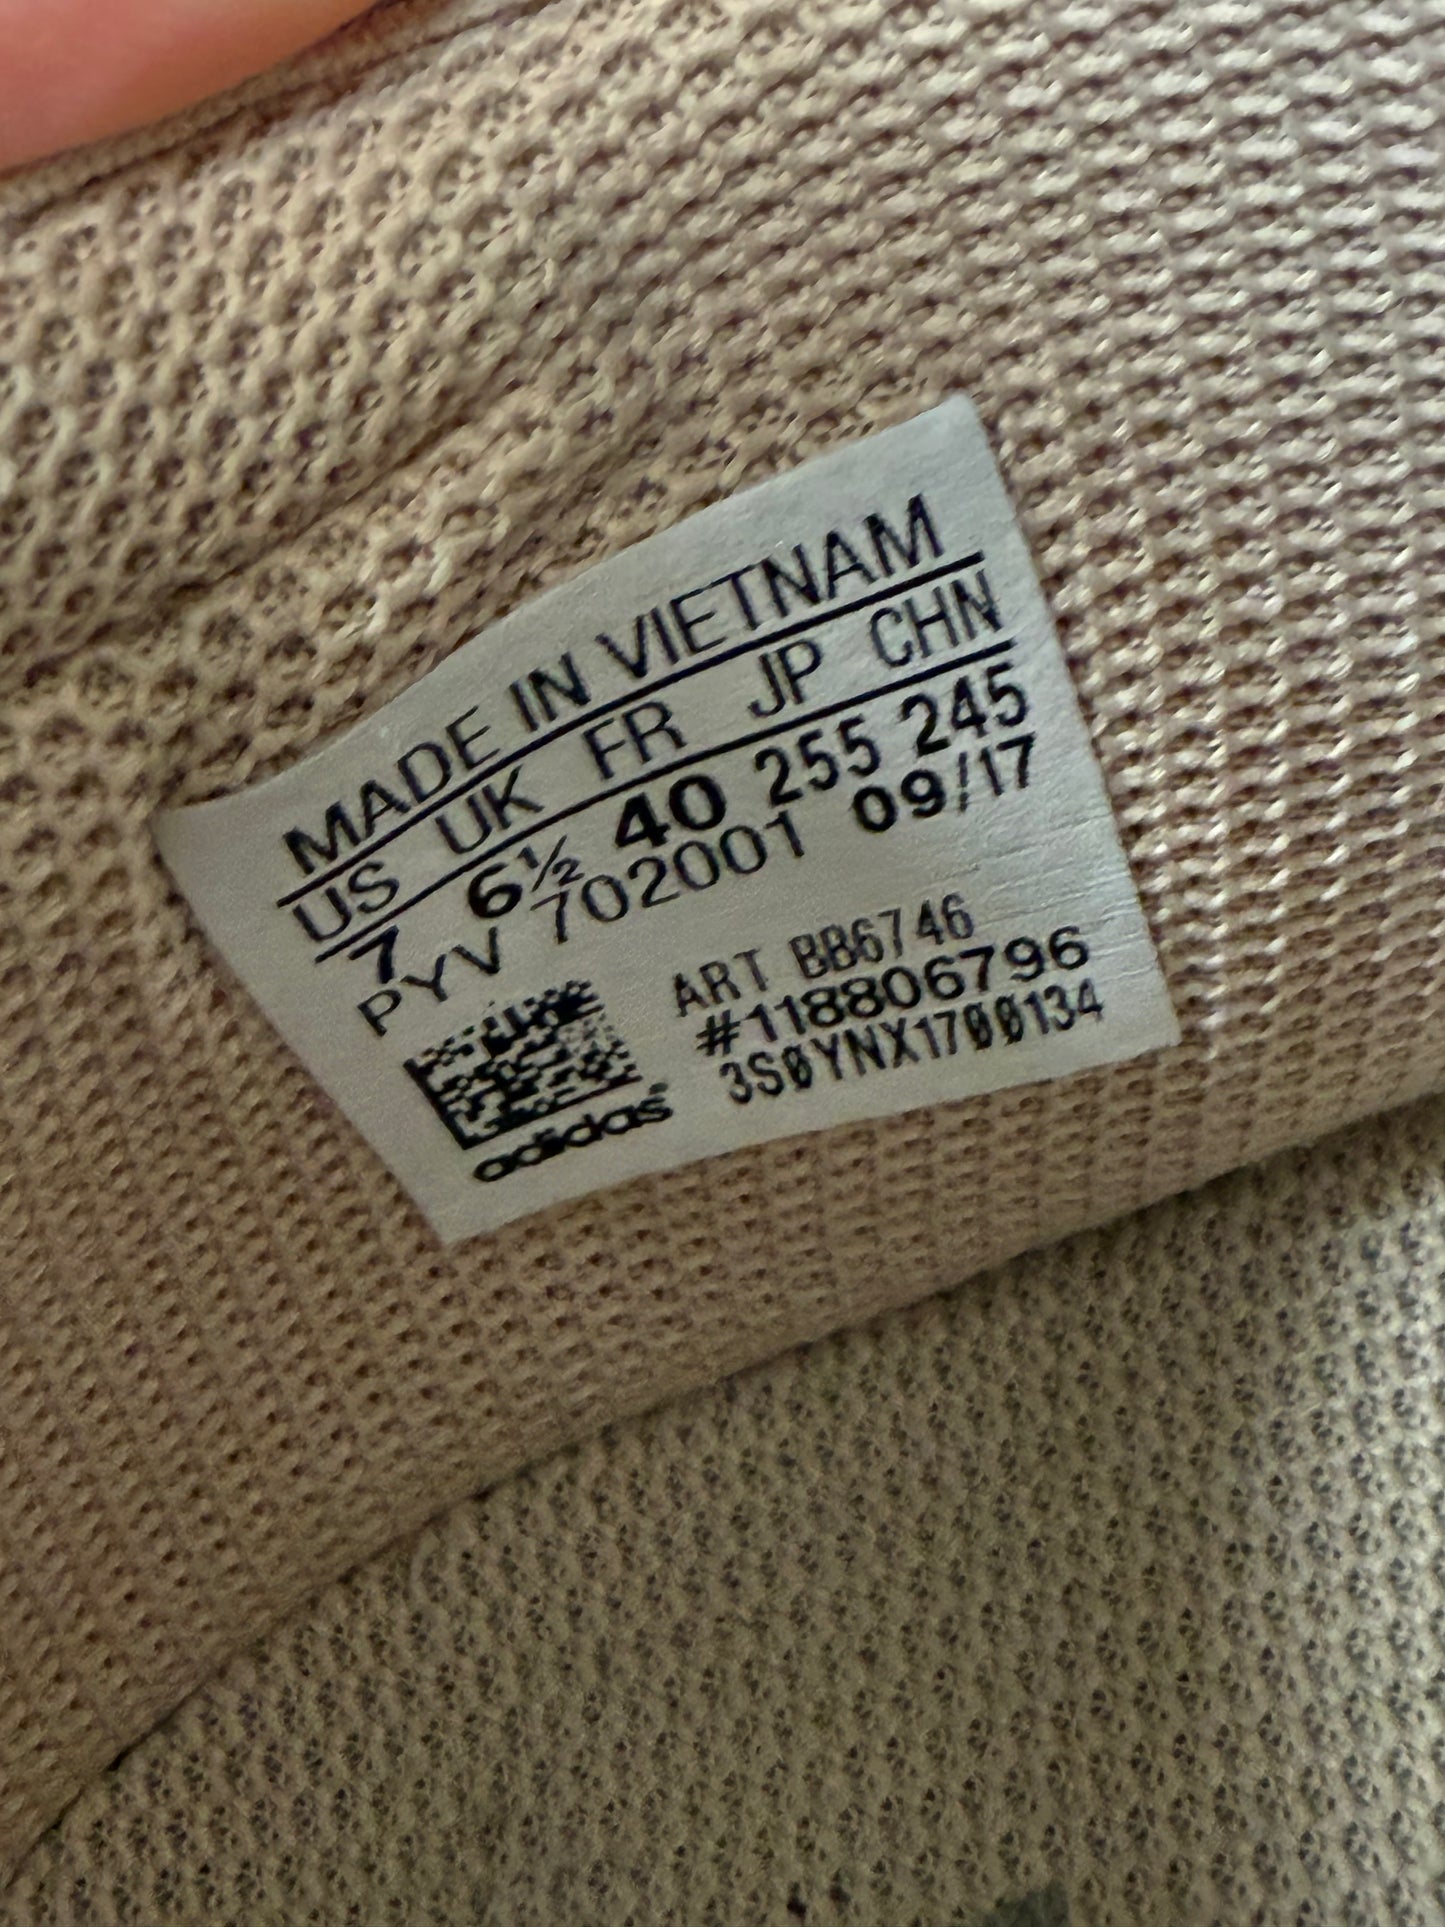 MADE IN VIETNAM
US UK FR JP CHN
7 6½ 40 255 245
PYV 702001 09/17
ART BB6746
#118806796
3S0YNX1700134
adidas